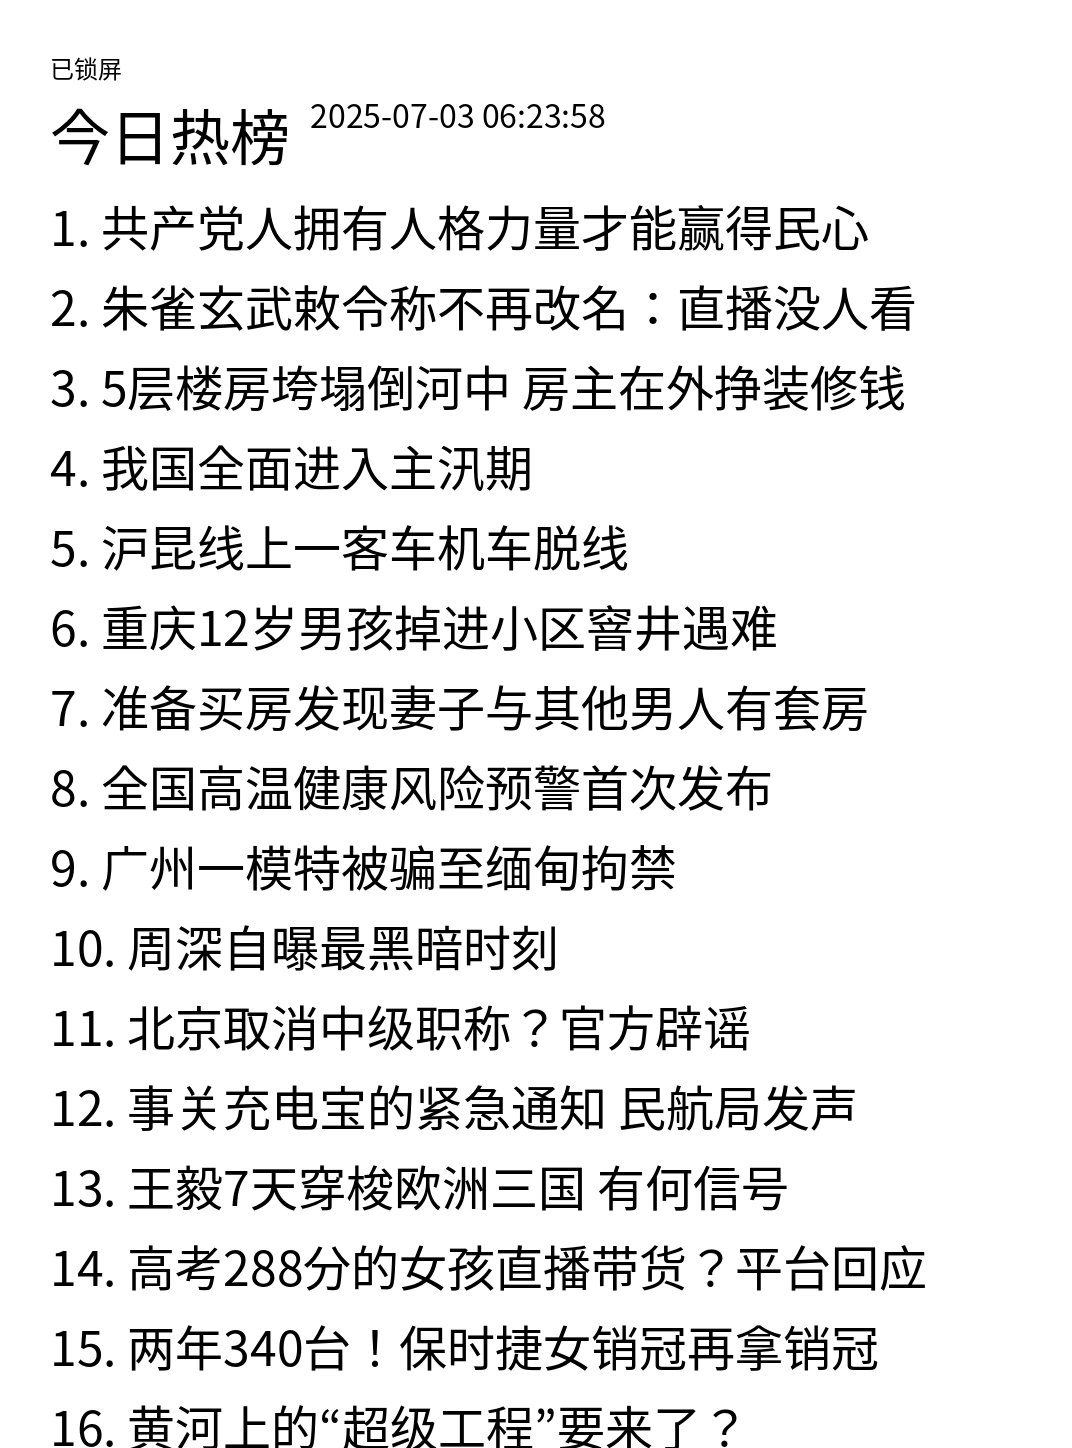 已锁屏
今日热榜 2025-07-03 06:23:58
1. 共产党人拥有人格力量才能赢得民心
2. 朱雀玄武敕令称不再改名：直播没人看
3. 5层楼房垮塌倒河中 房主在外挣装修钱
4. 我国全面进入主汛期
5. 沪昆线上一客车机车脱线
6. 重庆12岁男孩掉进小区窨井遇难
7. 准备买房发现妻子与其他男人有套房
8. 全国高温健康风险预警首次发布
9. 广州一模特被骗至缅甸拘禁
10. 周深自曝最黑暗时刻
11. 北京取消中级职称？官方辟谣
12. 事关充电宝的紧急通知 民航局发声
13. 王毅7天穿梭欧洲三国 有何信号
14. 高考288分的女孩直播带货？平台回应
15. 两年340台！保时捷女销冠再拿销冠
16. 黄河上的“超级工程”要来了？